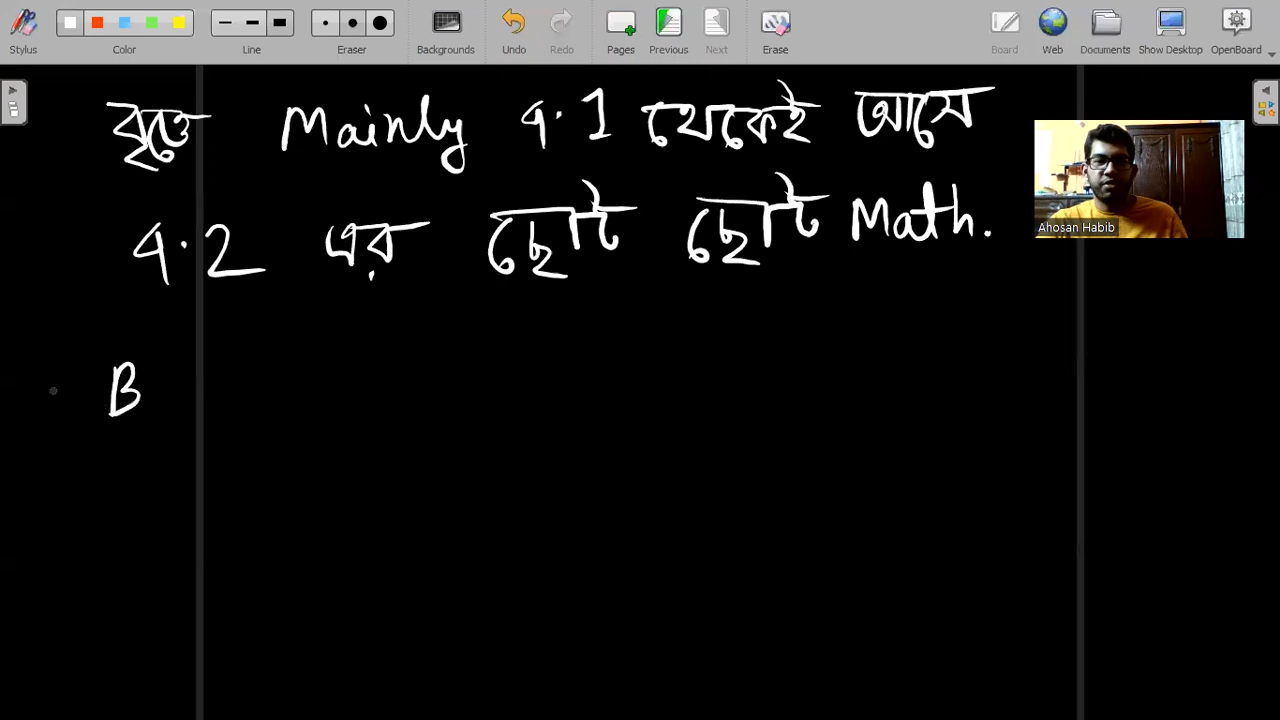 Stylus
Color
Line
Eraser
Backgrounds
Undo
Redo
Pages
Previous
Next
Erase
Board
Web
Documents
Show Desktop
OpenBoard
বৃত্তে Mainly 4.1 থেকেই আসে
4.2 এর ছোট ছোট Math.
B
Ahosan Habib